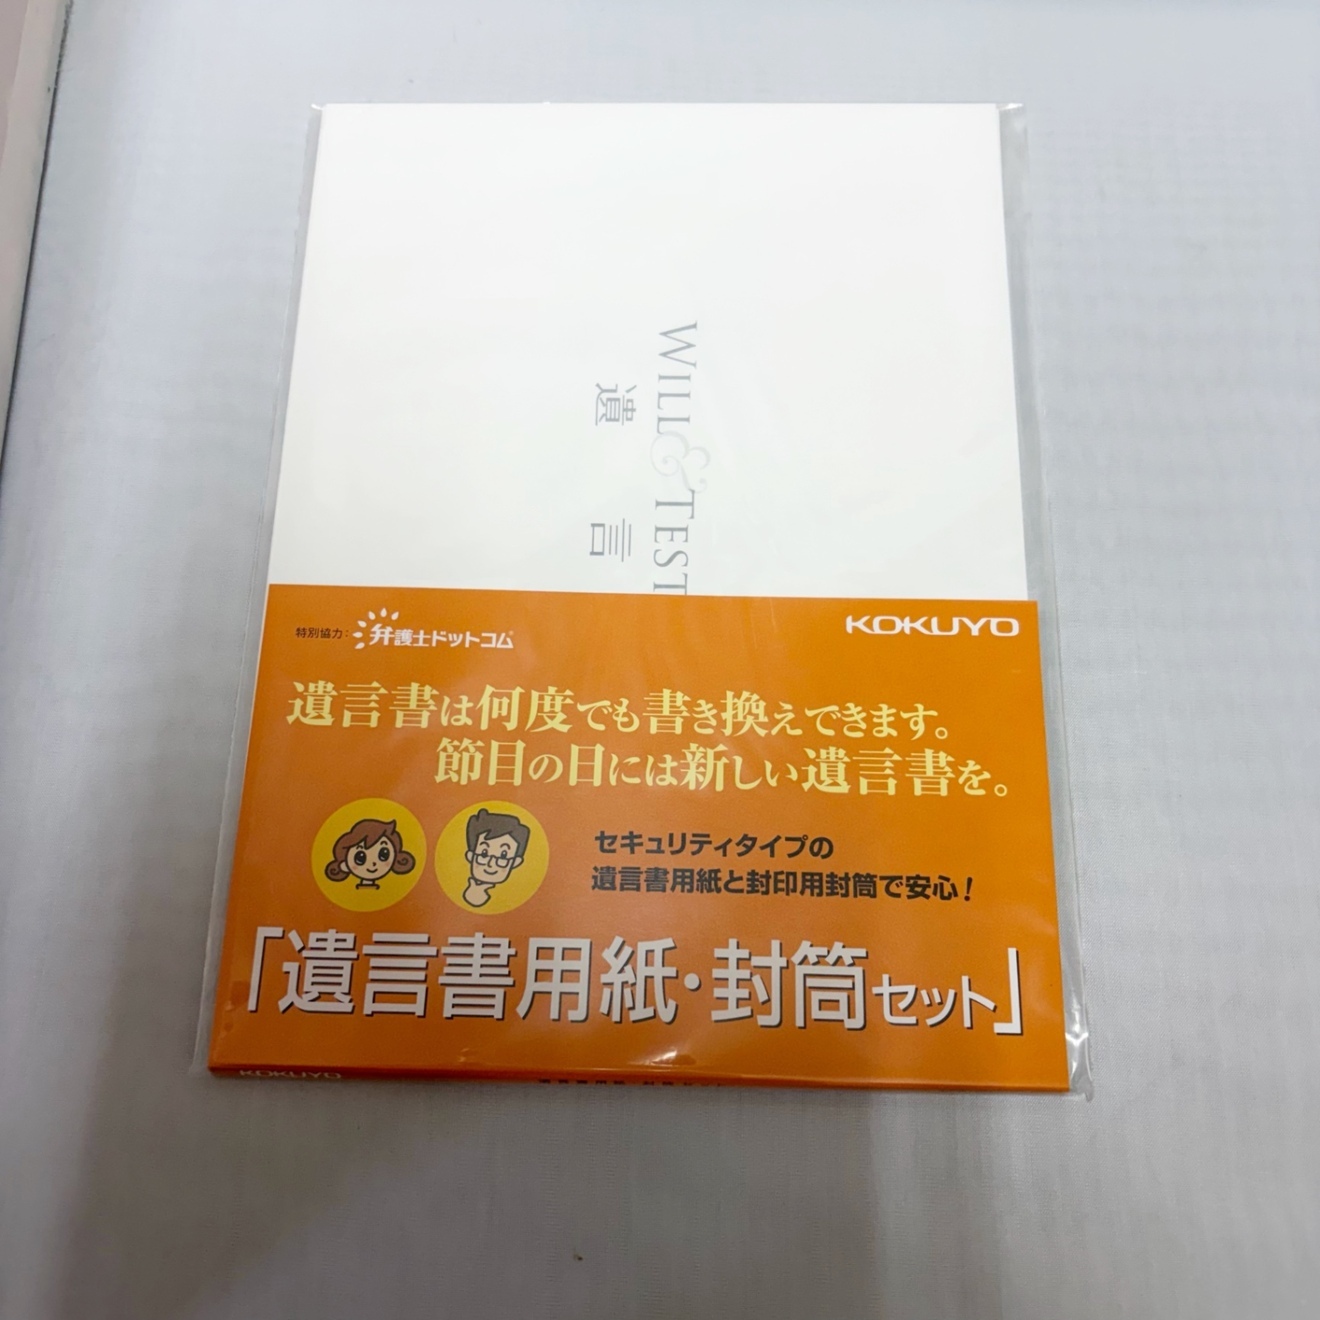 WILL & TEST
遺言
特別協力： 弁護士ドットコム
KOKUYO
遺言書は何度でも書き換えできます。
節目の日には新しい遺言書を。
セキュリティタイプの
遺言書用紙と封印用封筒で安心！
「遺言書用紙・封筒セット」
KOKUYO